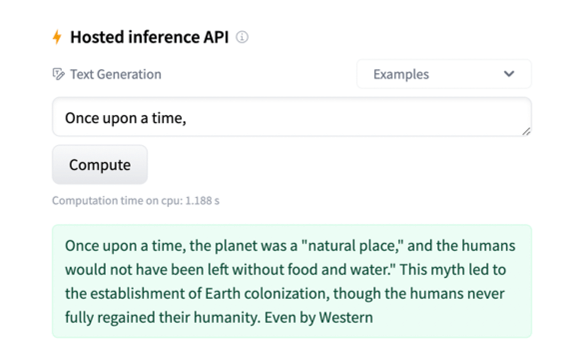 Hosted inference API
Text Generation
Examples
Once upon a time,
Compute
Computation time on cpu: 1.188 s
Once upon a time, the planet was a "natural place," and the humans
would not have been left without food and water." This myth led to
the establishment of Earth colonization, though the humans never
fully regained their humanity. Even by Western